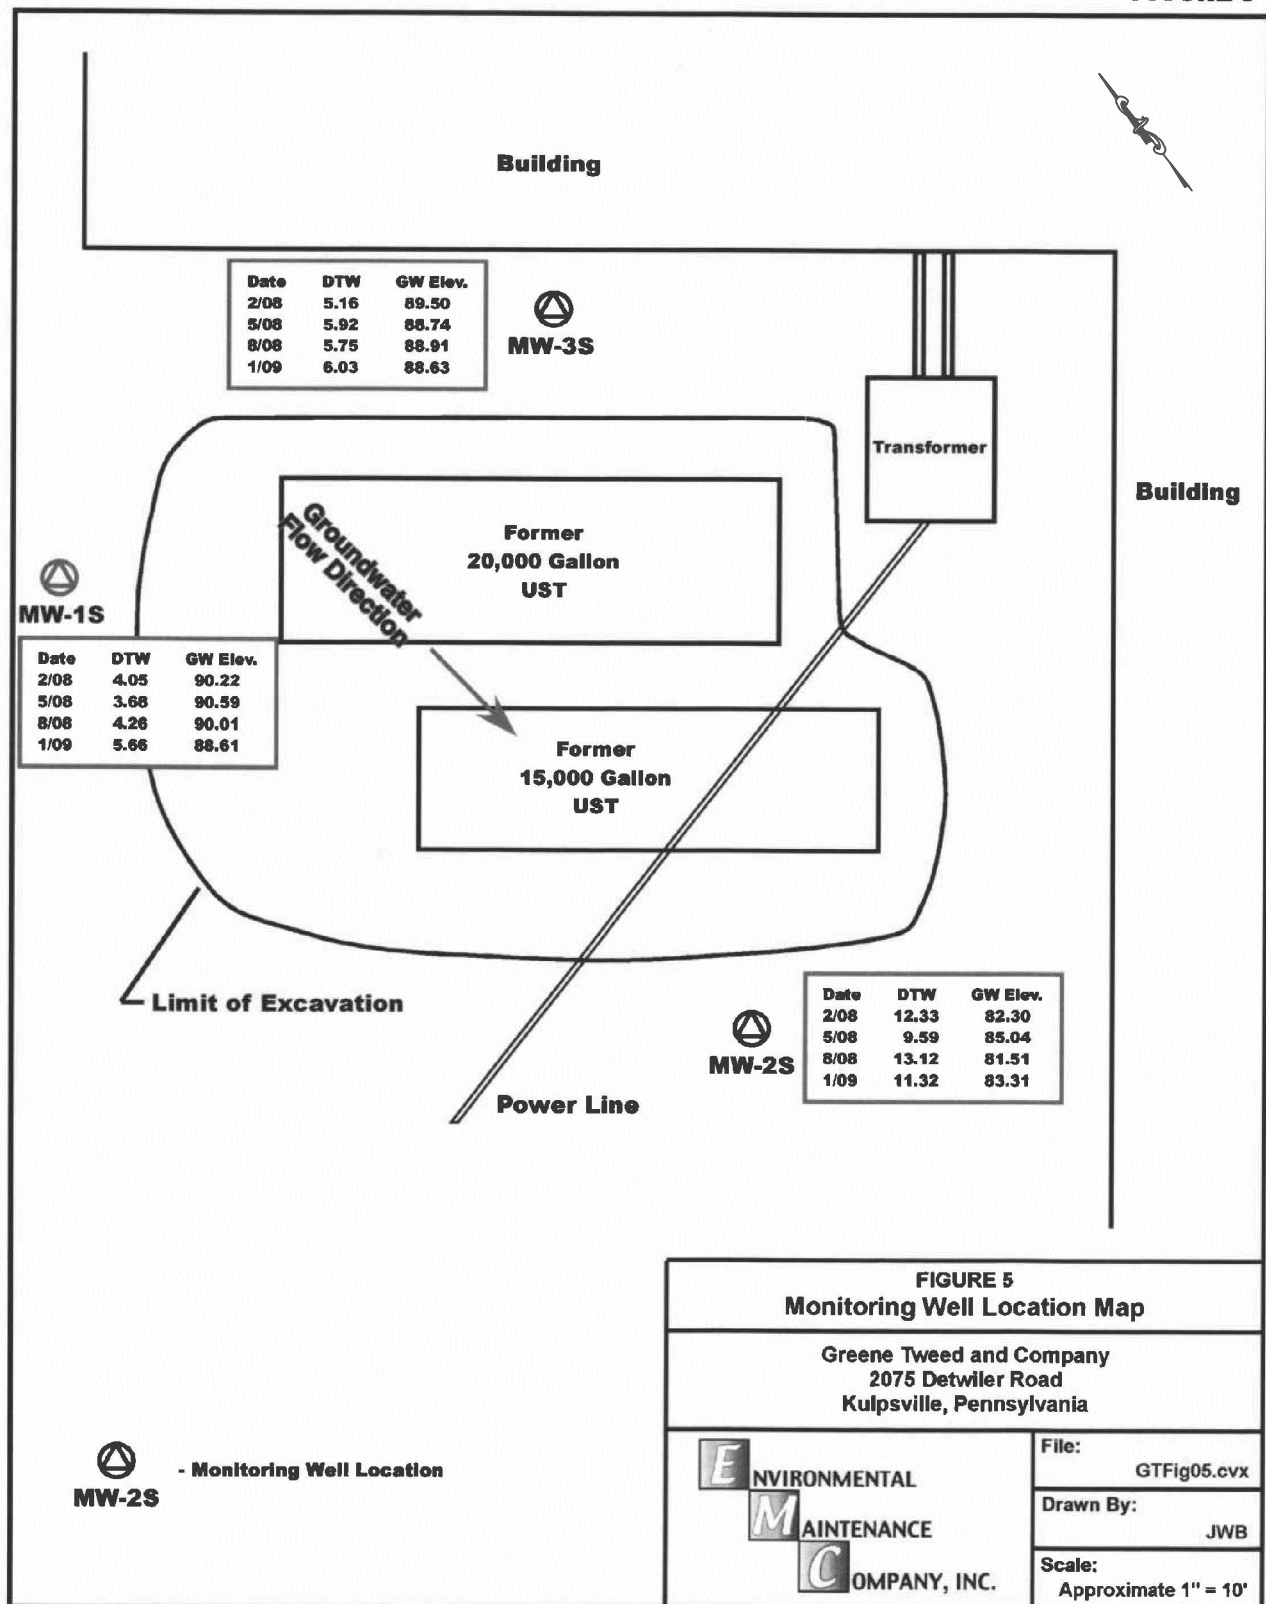 Building
Date DTW GW Elev.
2/08 5.16 89.50
5/08 5.92 88.74
8/08 5.75 88.91
1/09 6.03 88.63
MW-3S
Transformer
Building
Former
20,000 Gallon
UST
Groundwater
Flow Direction
MW-1S
Date DTW GW Elev.
2/08 4.05 90.22
5/08 3.68 90.59
8/08 4.26 90.01
1/09 5.66 88.61
Former
15,000 Gallon
UST
Limit of Excavation
MW-2S
Date DTW GW Elev.
2/08 12.33 82.30
5/08 9.59 85.04
8/08 13.12 81.51
1/09 11.32 83.31
Power Line
FIGURE 5
Monitoring Well Location Map
Greene Tweed and Company
2075 Detwiler Road
Kulpsville, Pennsylvania
MW-2S
- Monitoring Well Location
ENVIRONMENTAL
MAINTENANCE
COMPANY, INC.
File:
GTFig05.cvx
Drawn By:
JWB
Scale:
Approximate 1" = 10'